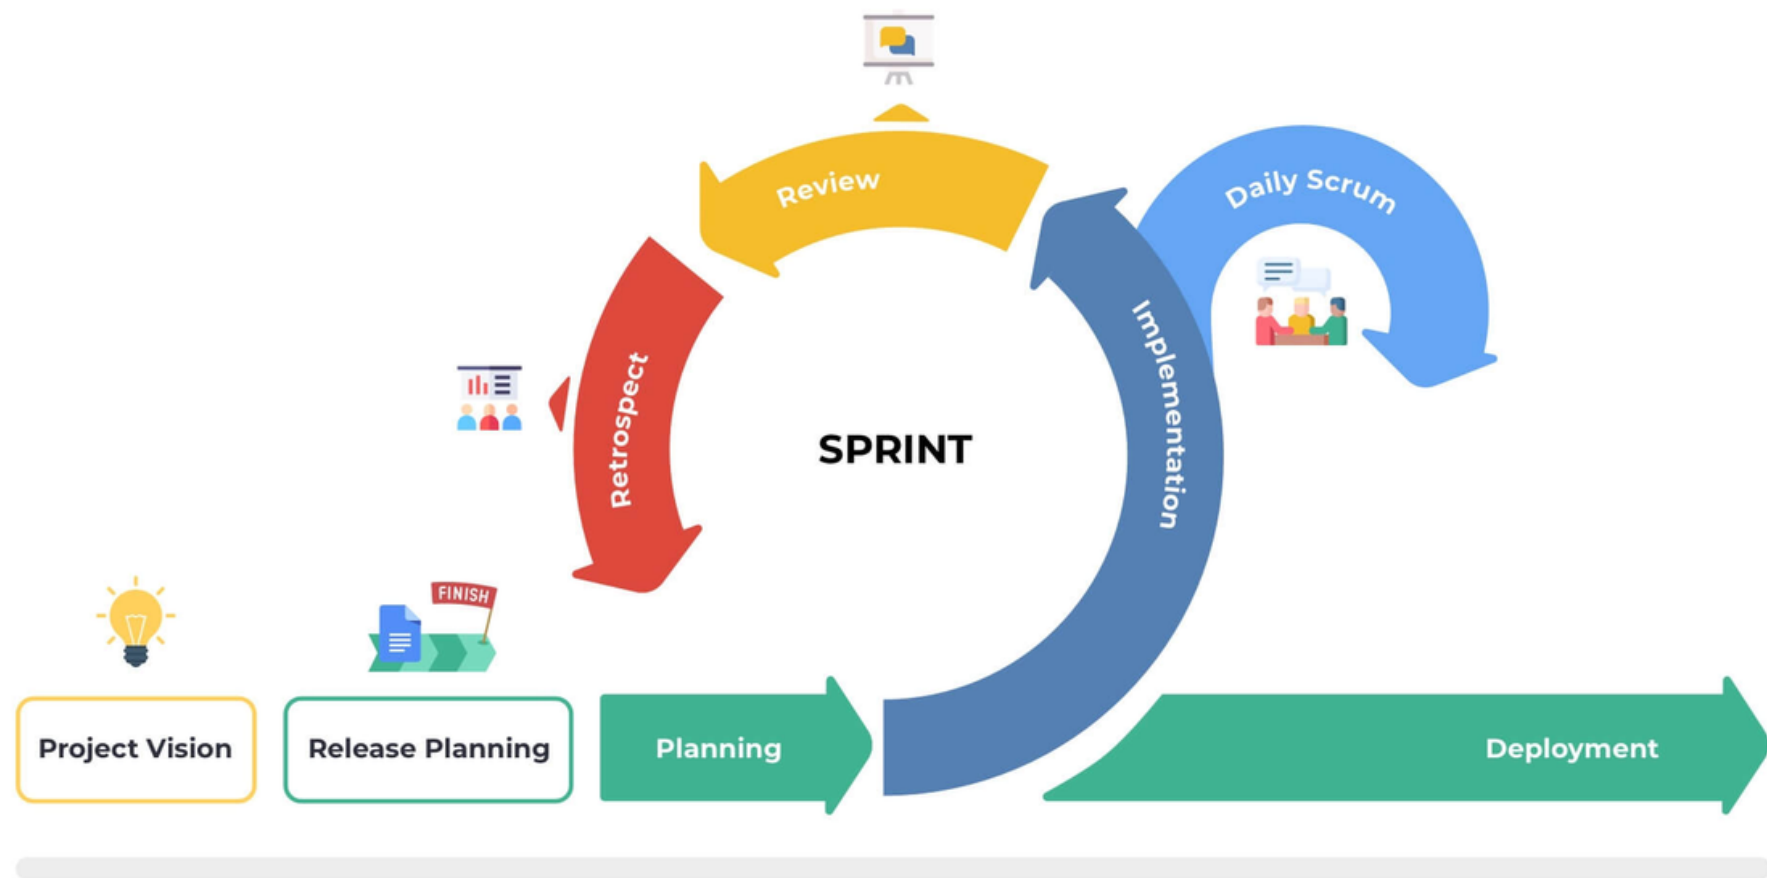 Review
Daily Scrum
Implementation
Retrospect
SPRINT
FINISH
Project Vision
Release Planning
Planning
Deployment